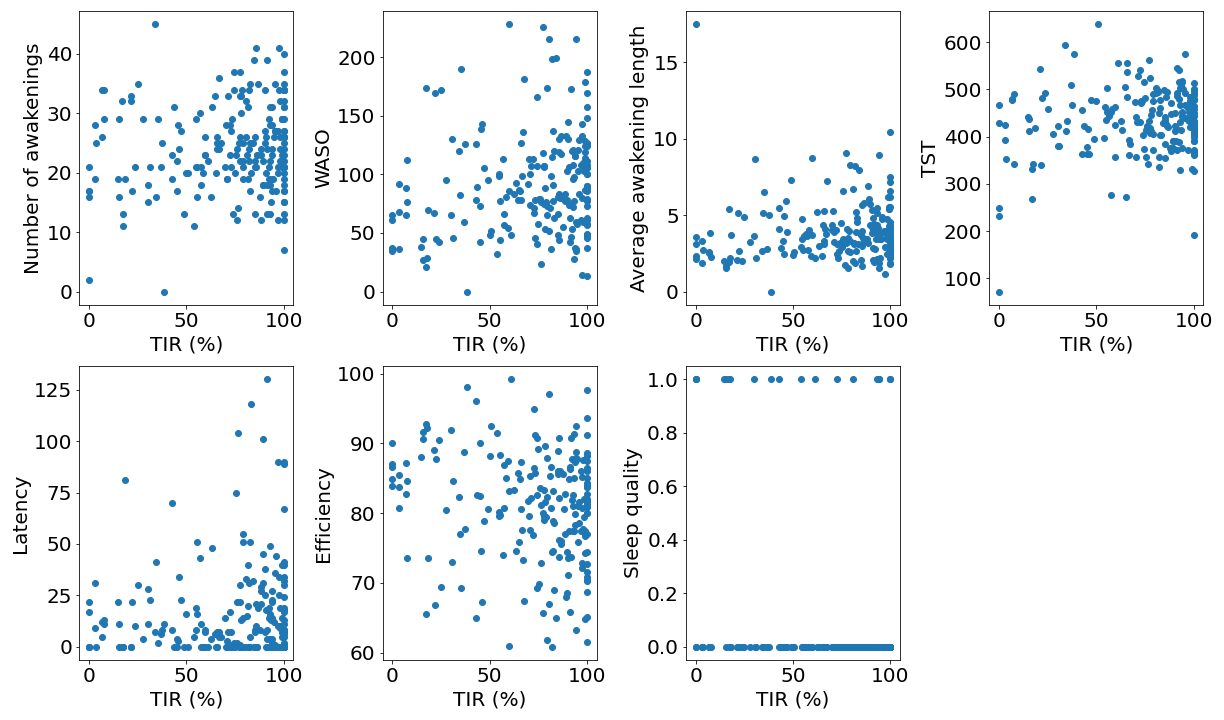 Number of awakenings
40
30
20
10
0
0 50 100
TIR (%)
WASO
200
150
100
50
0
0 50 100
TIR (%)
Average awakening length
15
10
5
0
0 50 100
TIR (%)
TST
600
500
400
300
200
100
0 50 100
TIR (%)
Latency
125
100
75
50
25
0
0 50 100
TIR (%)
Efficiency
100
90
80
70
60
0 50 100
TIR (%)
Sleep quality
1.0
0.8
0.6
0.4
0.2
0.0
0 50 100
TIR (%)